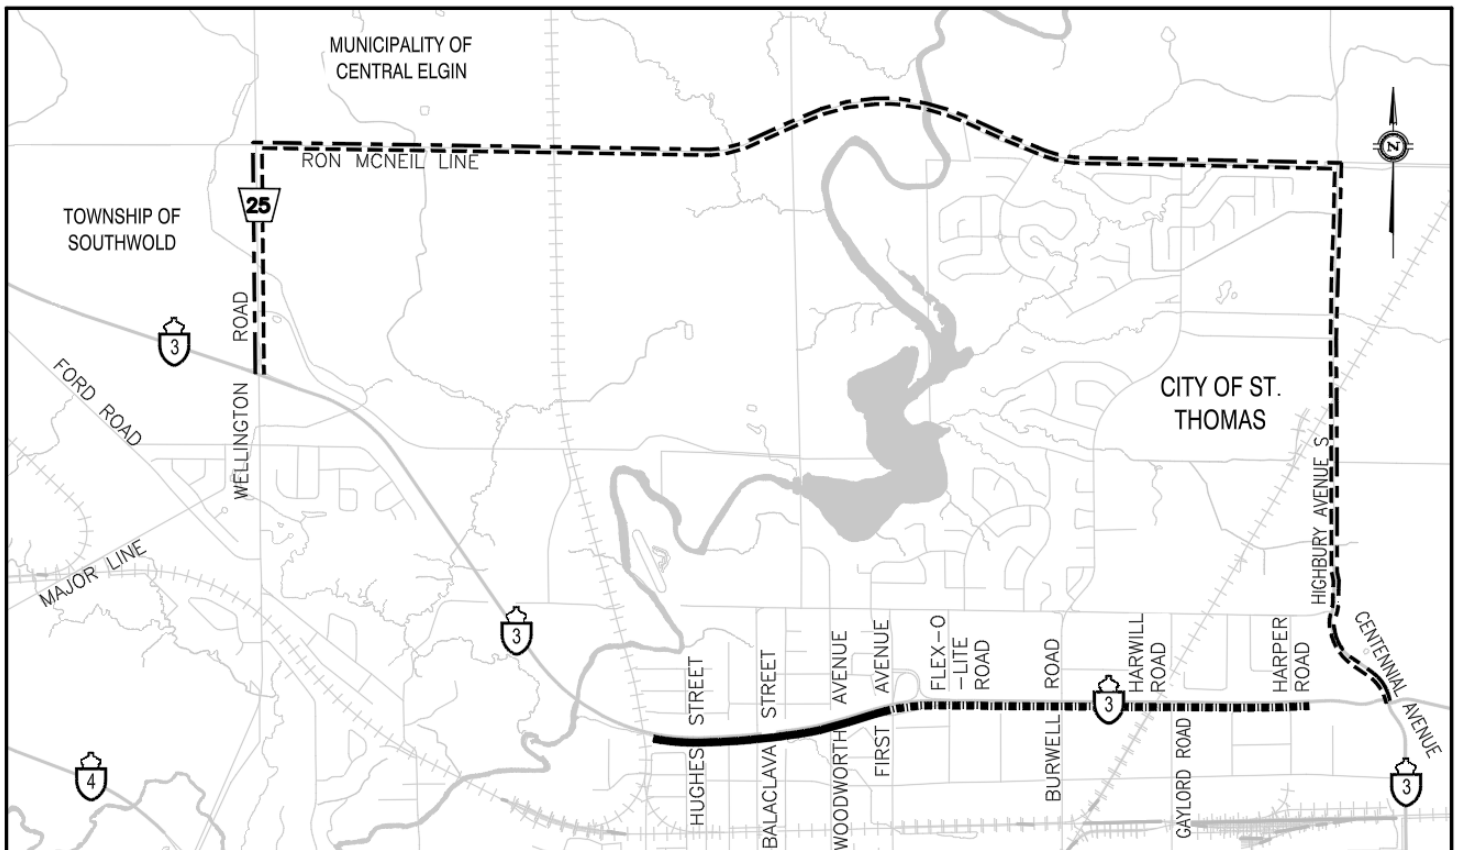 MUNICIPALITY OF
CENTRAL ELGIN
RON MCNEIL LINE
N
25
TOWNSHIP OF
SOUTHWOLD
3
WELLINGTON ROAD
FORD ROAD
MAJOR LINE
CITY OF ST.
THOMAS
HIGHBURY AVENUE S
CENTENNIAL AVENUE
3
HUGHES STREET
BALACLAVA STREET
WOODWORTH AVENUE
FIRST AVENUE
FLEX-O
-LITE
ROAD
BURWELL ROAD
HARWILL
ROAD
3
GAYLORD ROAD
HARPER
ROAD
4
3